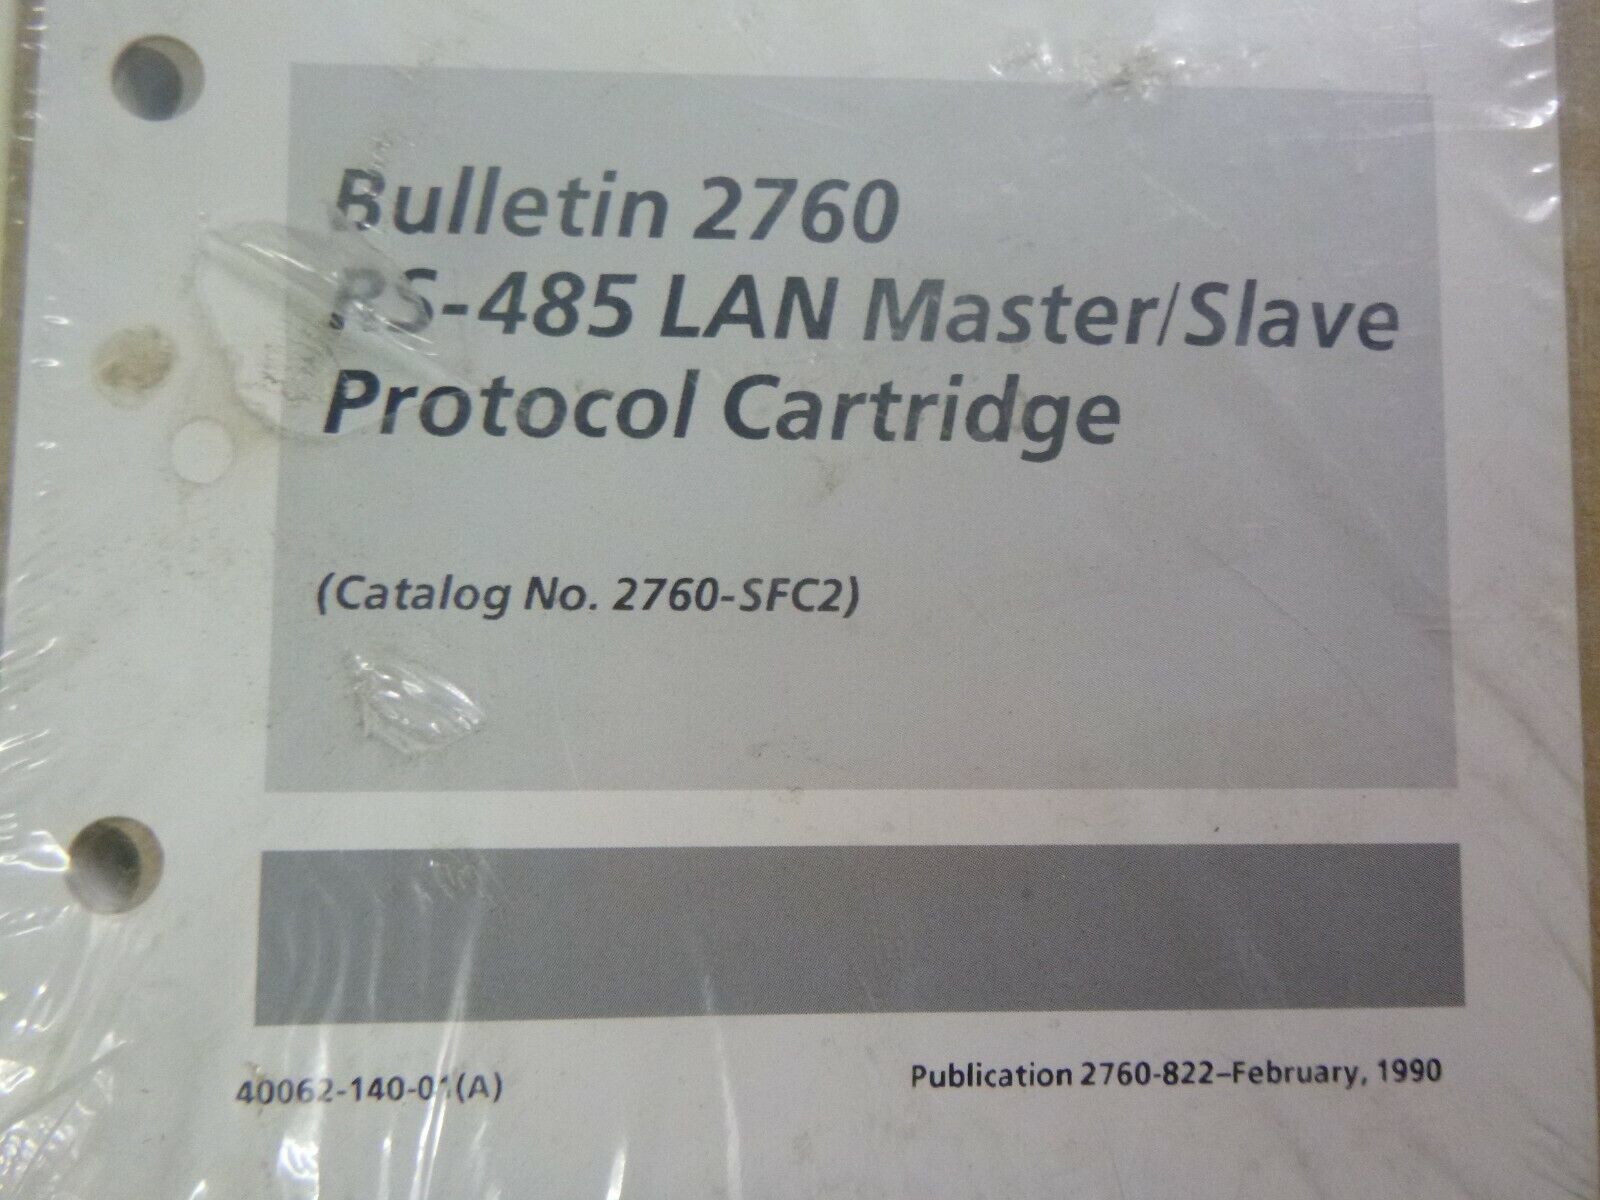 Bulletin 2760
RS-485 LAN Master/Slave
Protocol Cartridge
(Catalog No. 2760-SFC2)
40062-140-01(A)
Publication 2760-822–February, 1990